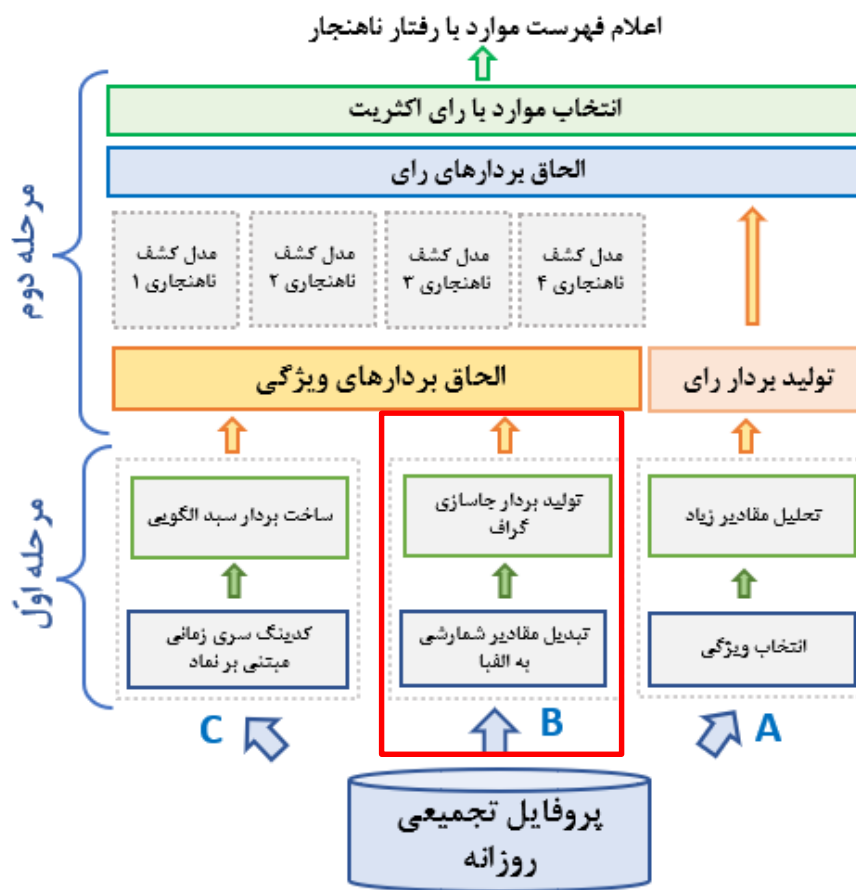 اعلام فهرست موارد با رفتار ناهنجار
انتخاب موارد با رای اکثریت
الحاق بردارهای رای
مرحله دوم
مدل کشف
ناهنجاری ۴
مدل کشف
ناهنجاری ۳
مدل کشف
ناهنجاری ۲
مدل کشف
ناهنجاری ۱
تولید بردار رای
الحاق بردارهای ویژگی
مرحله اوّل
تحلیل مقادیر زیاد
تولید بردار جاسازی
گراف
ساخت بردار سبد الگویی
انتخاب ویژگی
تبدیل مقادیر شمارشی
به الفبا
کدینگ سری زمانی
مبتنی بر نماد
A
B
C
پروفایل تجمیعی
روزانه